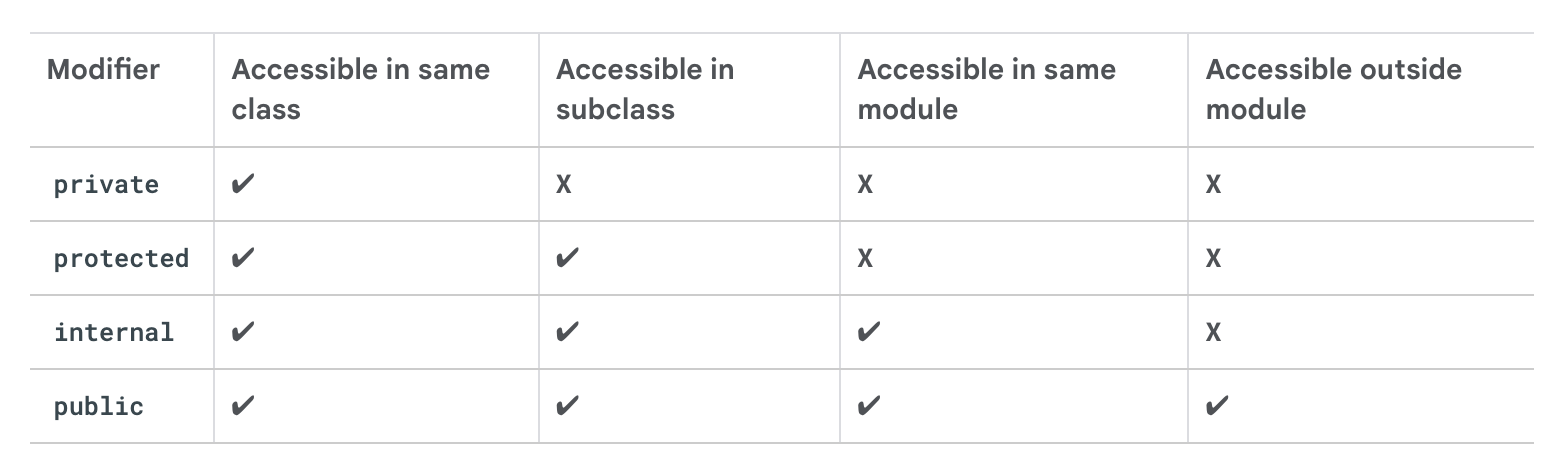 Modifier Accessible in same class Accessible in subclass Accessible in same module Accessible outside module
private ✔ X X X
protected ✔ ✔ X X
internal ✔ ✔ ✔ X
public ✔ ✔ ✔ ✔